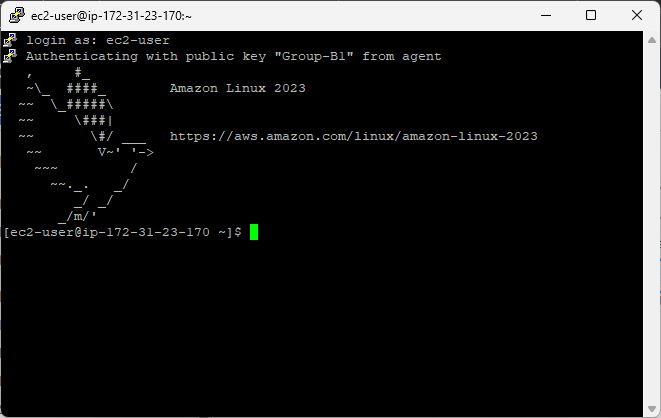 ec2-user@ip-172-31-23-170:~
login as: ec2-user
Authenticating with public key "Group-B1" from agent
   ,     #_
   ~\_  ####_        Amazon Linux 2023
  ~~  \_#####\
  ~~     \###|
  ~~       \#/ ___   https://aws.amazon.com/linux/amazon-linux-2023
   ~~       V~' '->
    ~~~         /
      ~~._.   _/
         _/ _/
       _/m/'
[ec2-user@ip-172-31-23-170 ~]$